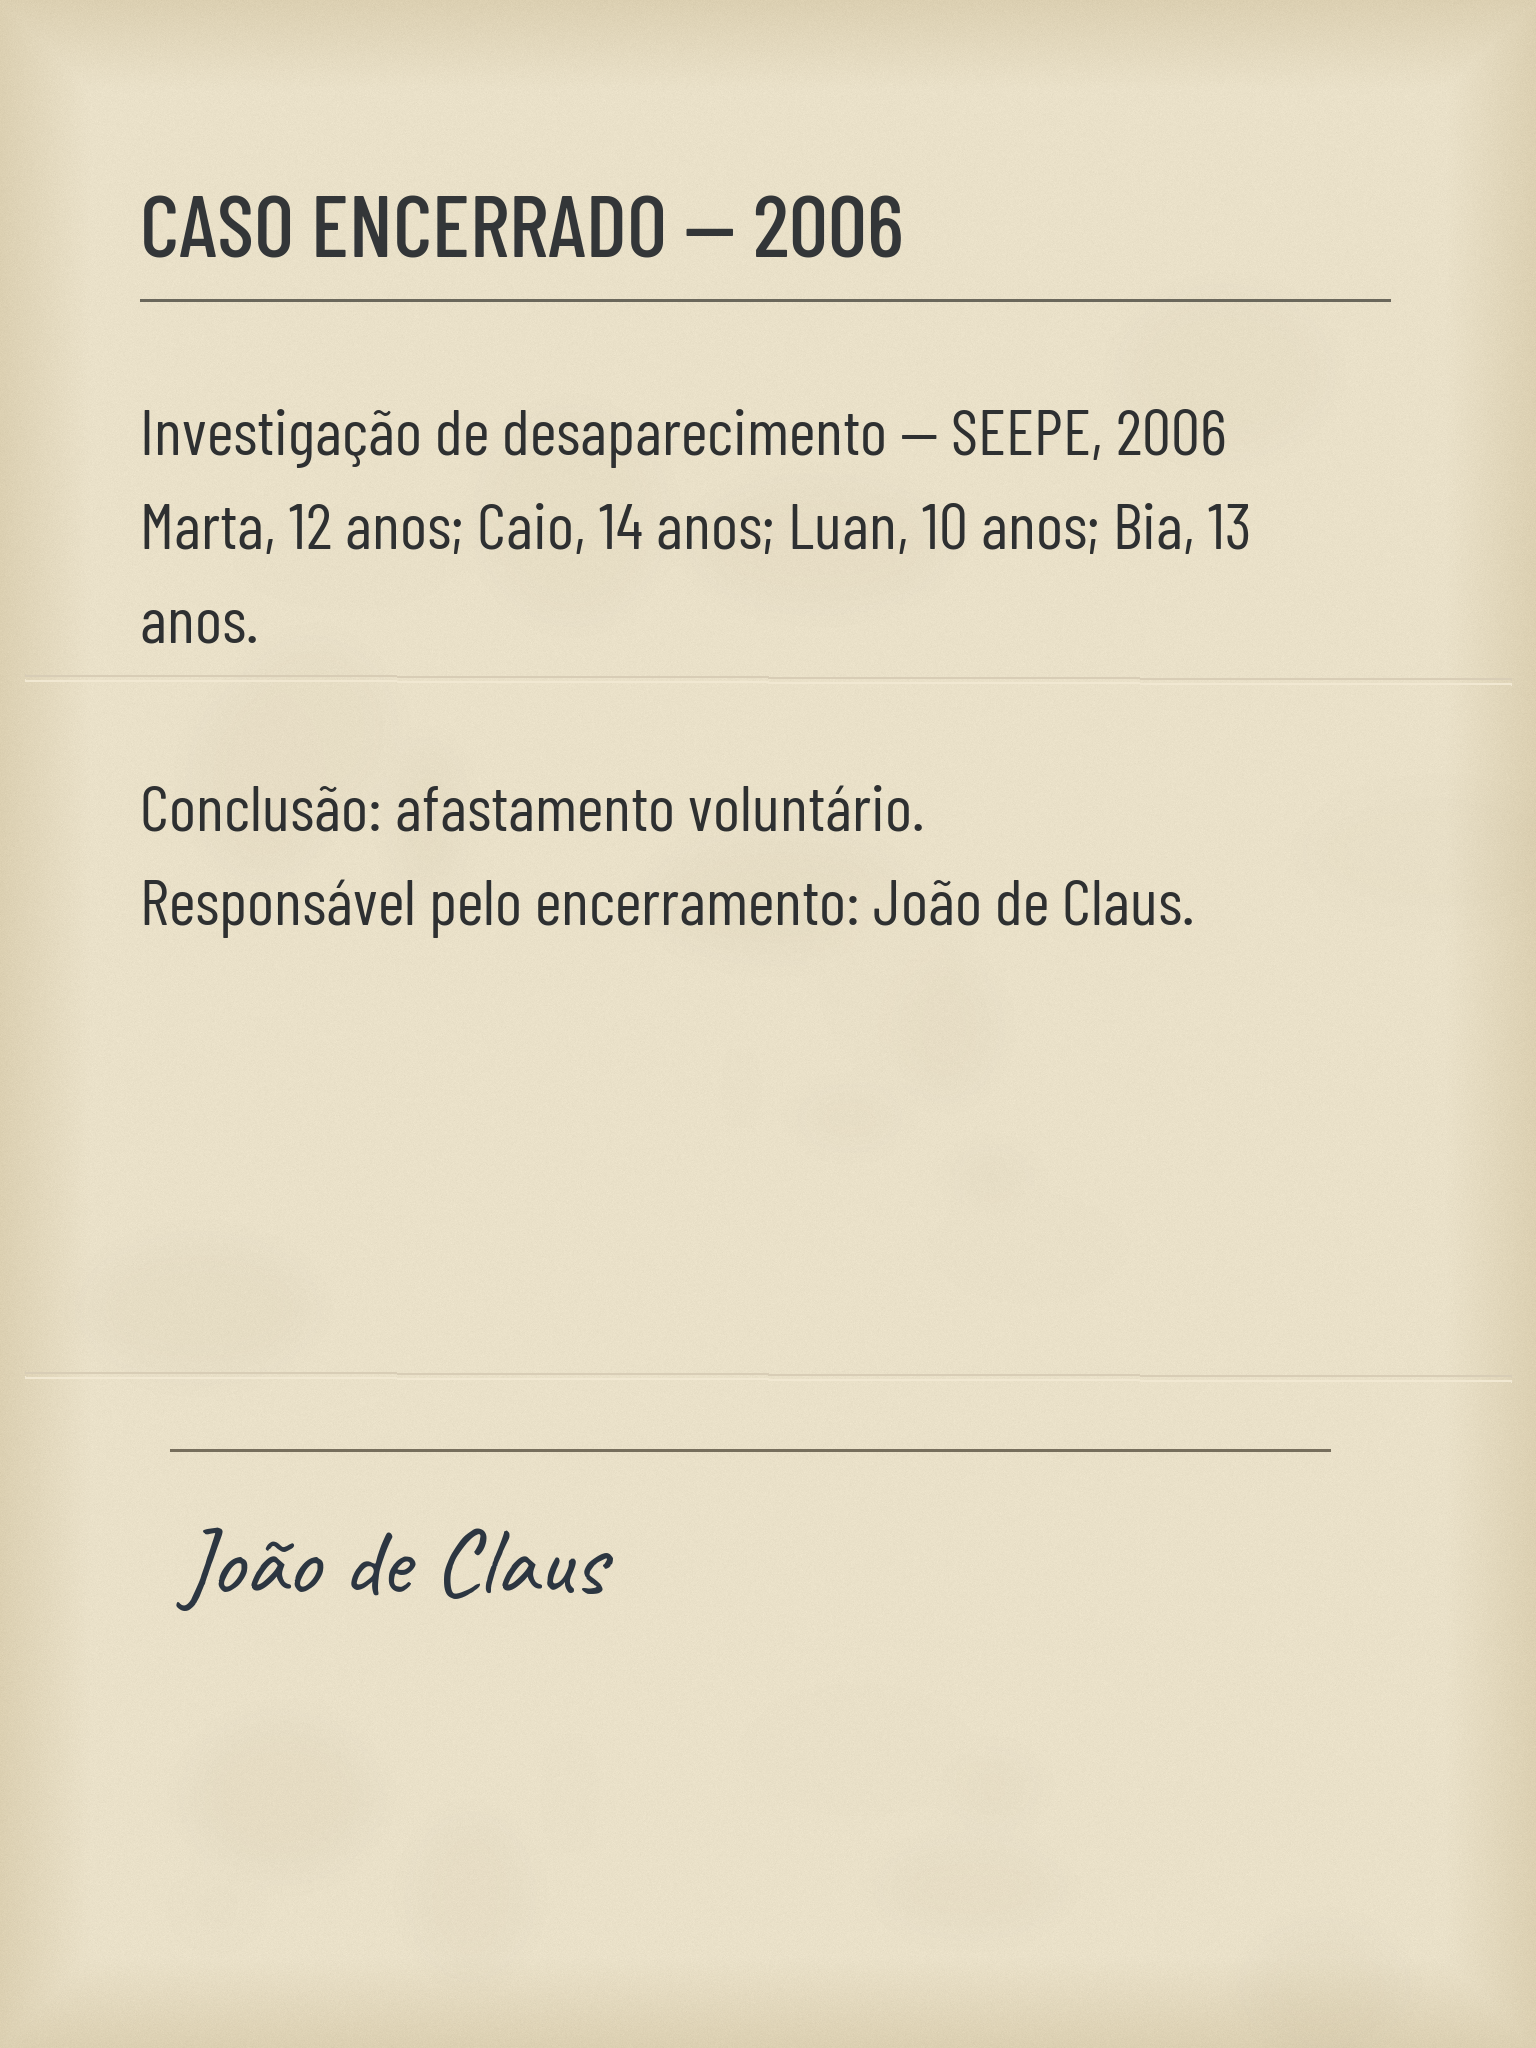 CASO ENCERRADO — 2006
Investigação de desaparecimento — SEEPE, 2006
Marta, 12 anos; Caio, 14 anos; Luan, 10 anos; Bia, 13
anos.
Conclusão: afastamento voluntário.
Responsável pelo encerramento: João de Claus.
João de Claus